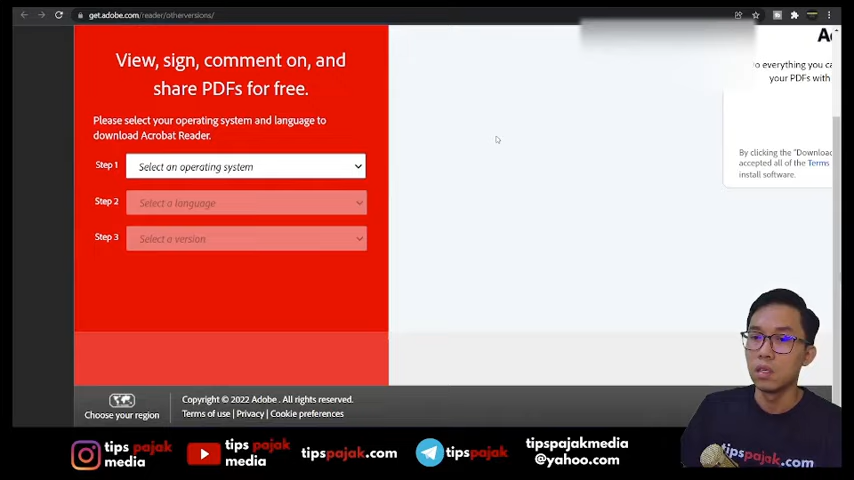 get.adobe.com/reader/otherversions/
View, sign, comment on, and
share PDFs for free.
Please select your operating system and language to
download Acrobat Reader.
Step 1
Select an operating system
Step 2
Select a language
Step 3
Select a version
everything you ca
your PDFs with
By clicking the "Downloa
accepted all of the Terms
install software.
Choose your region
Copyright © 2022 Adobe . All rights reserved.
Terms of use | Privacy | Cookie preferences
tips pajak
media
tips pajak
media
tipspajak.com
tipspajak
tipspajakmedia
@yahoo.com
tipspajak.com